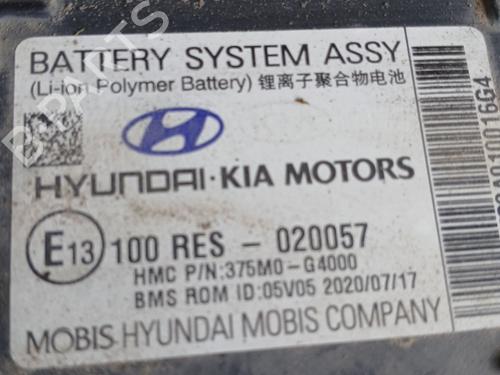 BATTERY SYSTEM ASSY
(Li-ion Polymer Battery) 锂离子聚合物电池
HYUNDAI·KIA MOTORS
E13 100 RES - 020057
HMC P/N:375M0-G4000
BMS ROM ID:05V05 2020/07/17
MOBIS HYUNDAI MOBIS COMPANY
B-PARTS